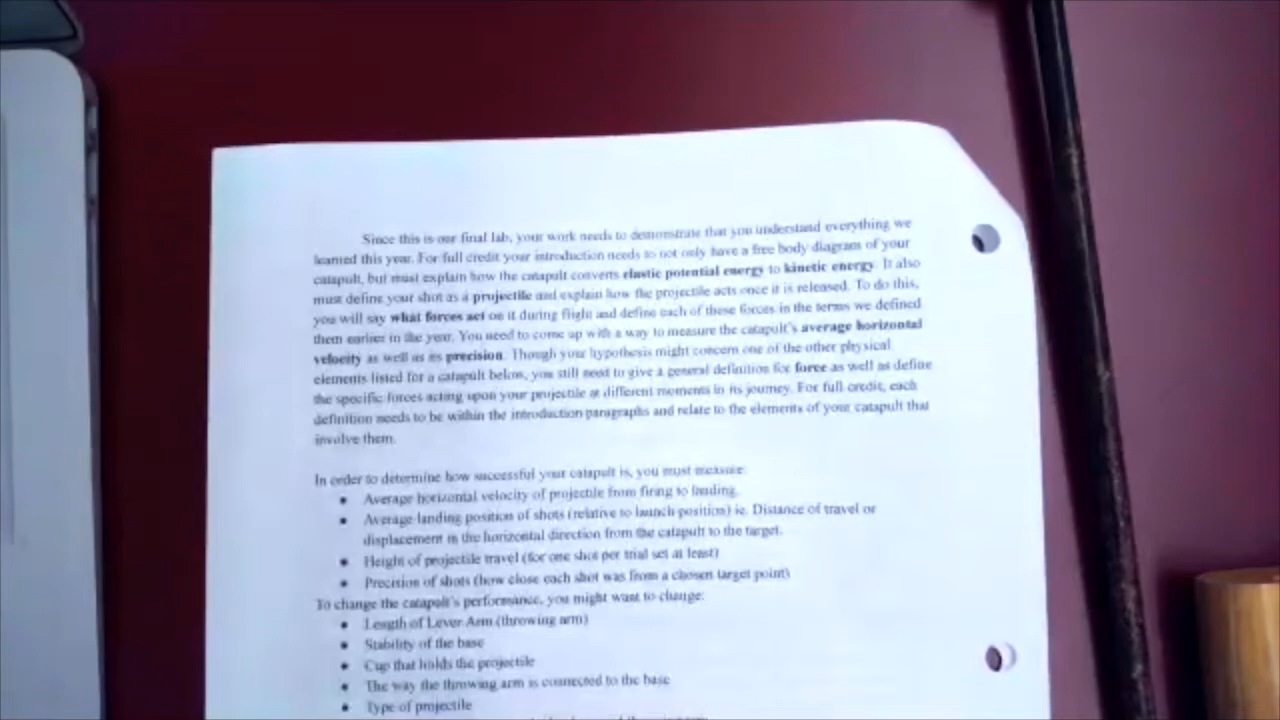 Since this is our final lab, your work needs to demonstrate that you understand everything we
learned this year. For full credit your introduction needs to not only have a free body diagram of your
catapult, but must explain how the catapult converts elastic potential energy to kinetic energy. It also
must define your shot as a projectile and explain how the projectile acts once it is released. To do this,
you will say what forces act on it during flight and define each of these forces in the terms we defined
them earlier in the year. You need to come up with a way to measure the catapult's average horizontal
velocity as well as its precision. Though your hypothesis might concern one of the other physical
elements listed for a catapult below, you still need to give a general definition for force as well as define
the specific forces acting upon your projectile at different moments in its journey. For full credit, each
definition needs to be within the introduction paragraphs and relate to the elements of your catapult that
involve them.
In order to determine how successful your catapult is, you must measure:
• Average horizontal velocity of projectile from firing to landing.
• Average landing position of shots (relative to launch position) ie. Distance of travel or
displacement in the horizontal direction from the catapult to the target.
• Height of projectile travel (for one shot per trial set at least)
• Precision of shots (how close each shot was from a chosen target point)
To change the catapult's performance, you might want to change:
• Length of Lever Arm (throwing arm)
• Stability of the base
• Cup that holds the projectile
• The way the throwing arm is connected to the base
• Type of projectile